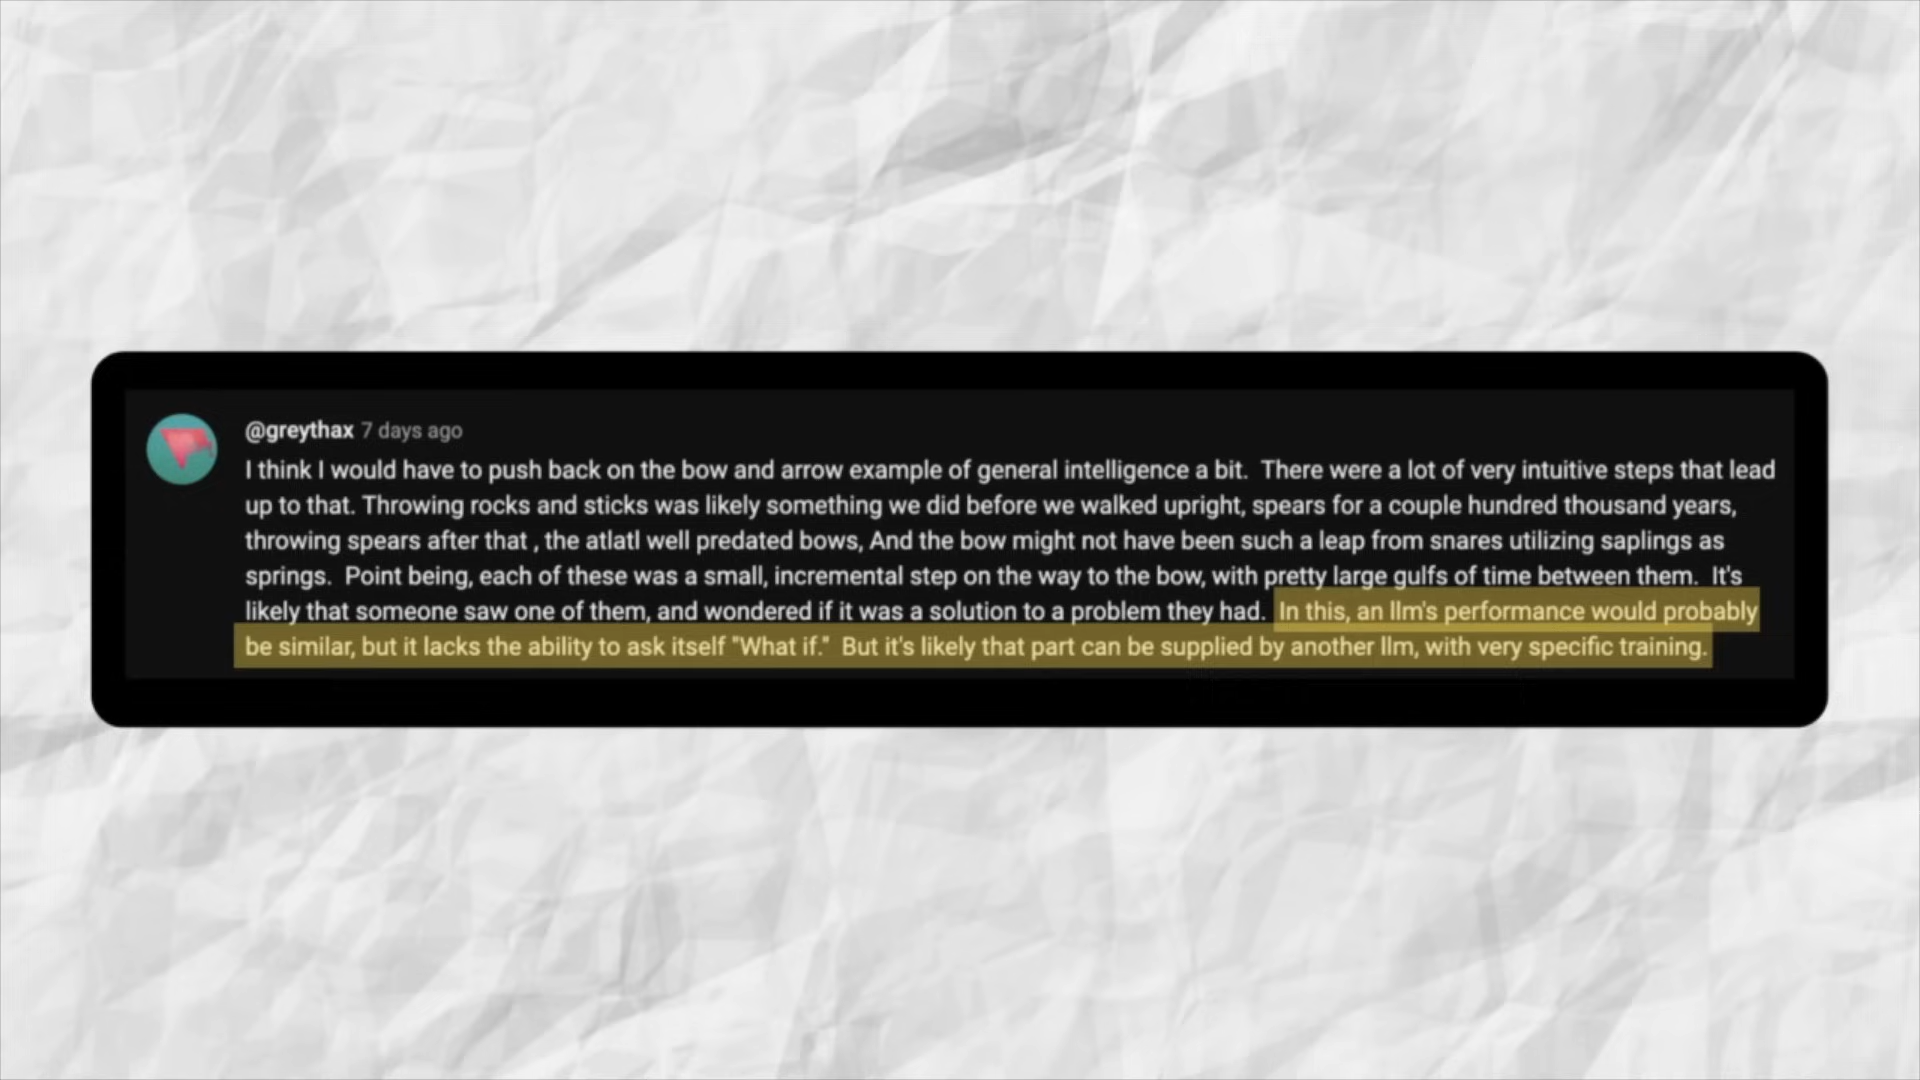 @greythax 7 days ago
I think I would have to push back on the bow and arrow example of general intelligence a bit.  There were a lot of very intuitive steps that lead
up to that. Throwing rocks and sticks was likely something we did before we walked upright, spears for a couple hundred thousand years,
throwing spears after that , the atlatl well predated bows, And the bow might not have been such a leap from snares utilizing saplings as
springs.  Point being, each of these was a small, incremental step on the way to the bow, with pretty large gulfs of time between them.  It's
likely that someone saw one of them, and wondered if it was a solution to a problem they had.  In this, an llm's performance would probably
be similar, but it lacks the ability to ask itself "What if."  But it's likely that part can be supplied by another llm, with very specific training.